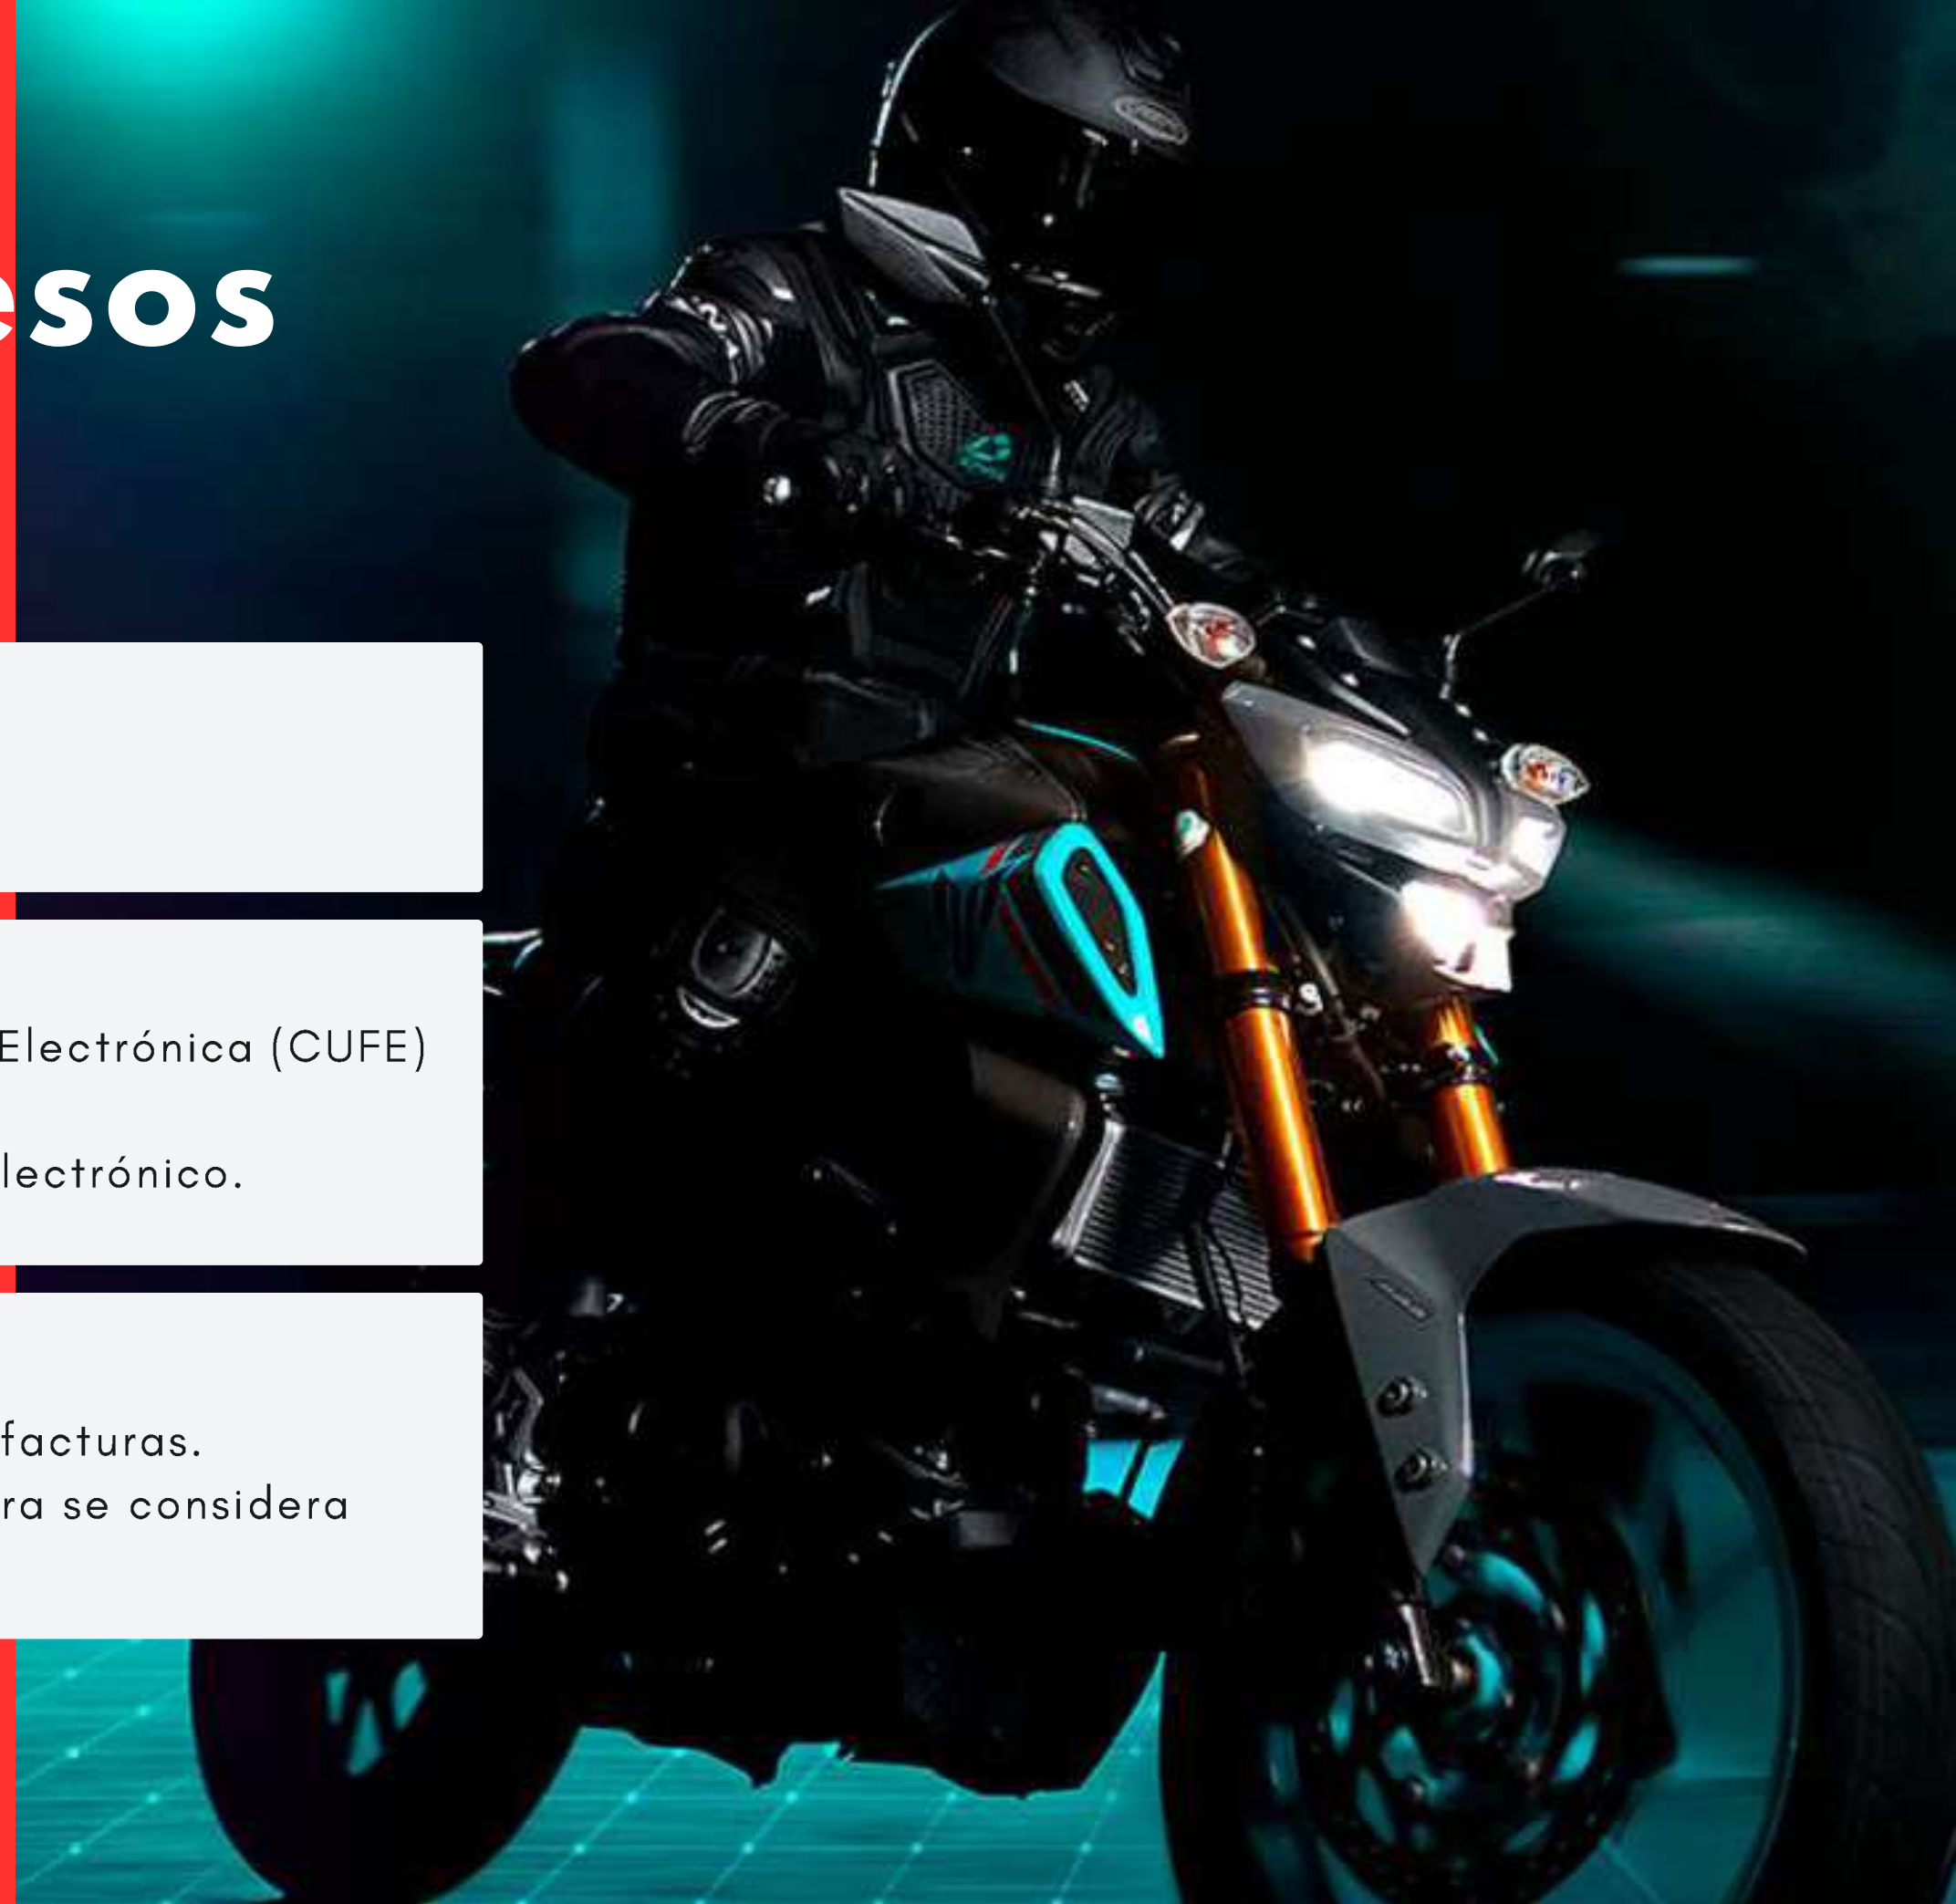 esos
Electrónica (CUFE)
lectrónico.
facturas.
ra se considera